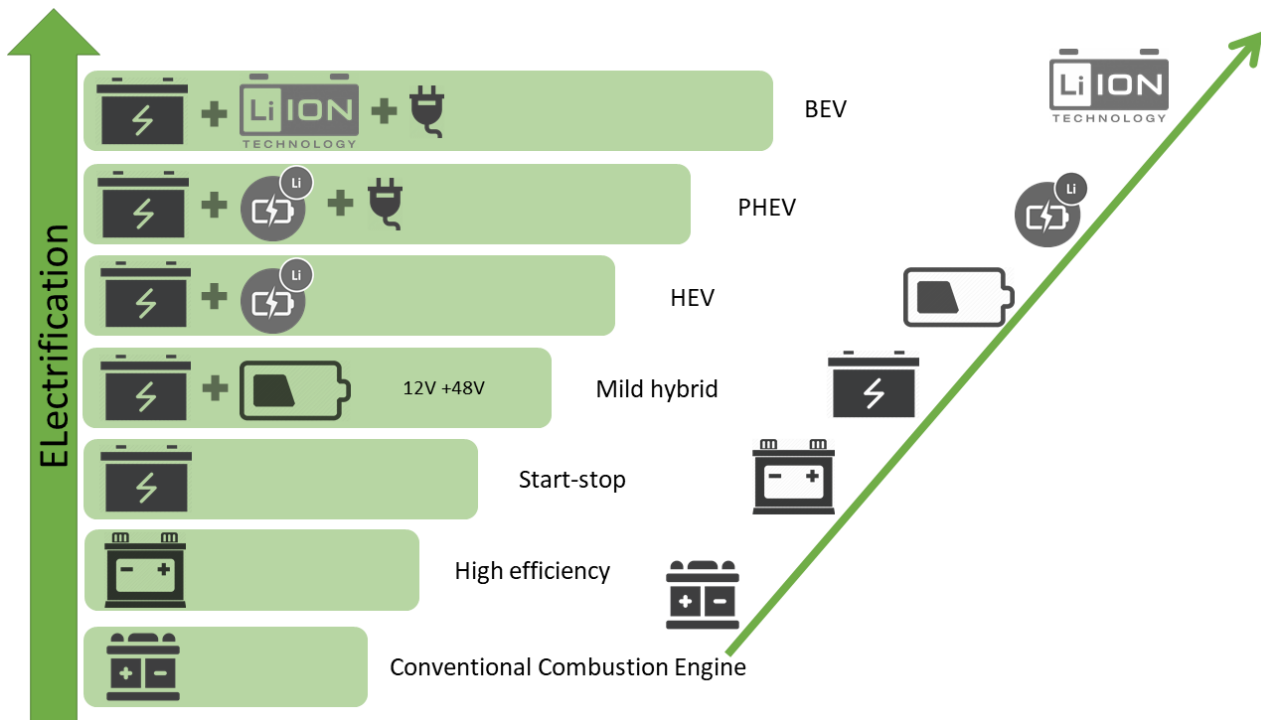 ELectrification
Li ION
TECHNOLOGY
BEV
Li ION
TECHNOLOGY
Li
PHEV
Li
Li
HEV
12V +48V
Mild hybrid
Start-stop
- +
- +
High efficiency
+ -
+ -
Conventional Combustion Engine